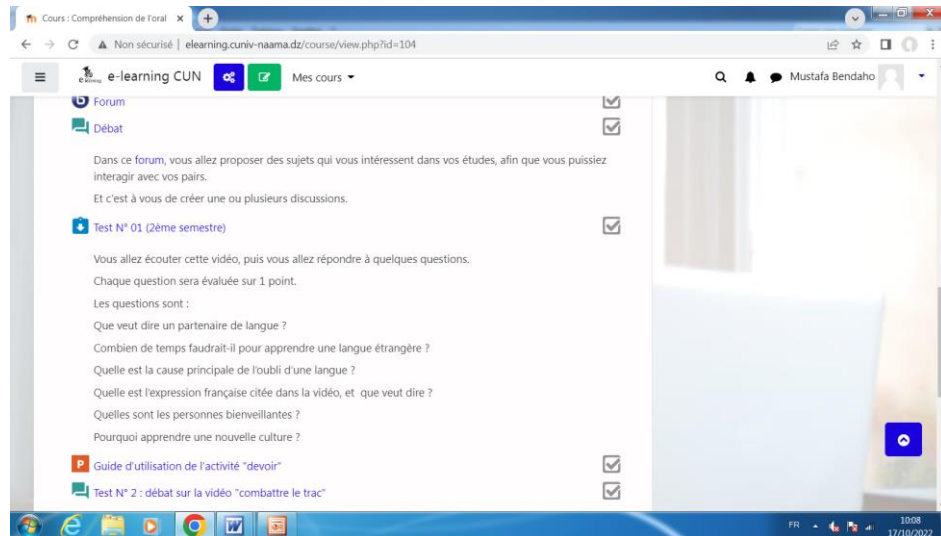 Cours : Compréhension de l'oral
Non sécurisé | elearning.cuniv-naama.dz/course/view.php?id=104
e-learning CUN Mes cours Mustafa Bendaho
Forum
Débat
Dans ce forum, vous allez proposer des sujets qui vous intéressent dans vos études, afin que vous puissiez
interagir avec vos pairs.
Et c'est à vous de créer une ou plusieurs discussions.
Test N° 01 (2ème semestre)
Vous allez écouter cette vidéo, puis vous allez répondre à quelques questions.
Chaque question sera évaluée sur 1 point.
Les questions sont :
Que veut dire un partenaire de langue ?
Combien de temps faudrait-il pour apprendre une langue étrangère ?
Quelle est la cause principale de l'oubli d'une langue ?
Quelle est l'expression française citée dans la vidéo, et que veut dire ?
Quelles sont les personnes bienveillantes ?
Pourquoi apprendre une nouvelle culture ?
P Guide d'utilisation de l'activité "devoir"
Test N° 2 : débat sur la vidéo "combattre le trac"
FR 10:08
17/10/2022